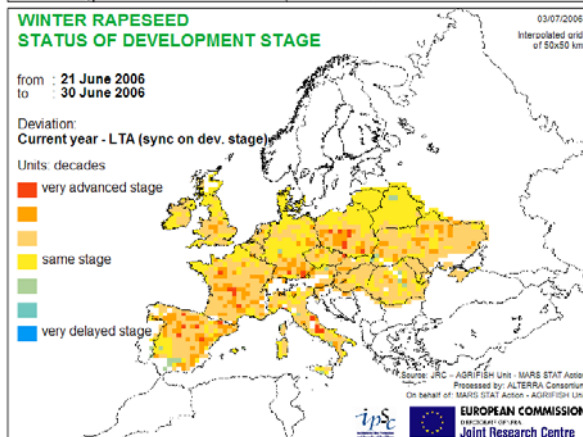 WINTER RAPESEED
STATUS OF DEVELOPMENT STAGE
03/07/2006
Interpolated grid
of 50x50 km
from : 21 June 2006
to : 30 June 2006
Deviation:
Current year - LTA (sync on dev. stage)
Units: decades
very advanced stage
same stage
very delayed stage
Source: JRC - AGRIFISH Unit - MARS STAT Action
Processed by: ALTERRA Consortium
On behalf of: MARS STAT Action - AGRIFISH Unit
ipsc
EUROPEAN COMMISSION
Joint Research Centre